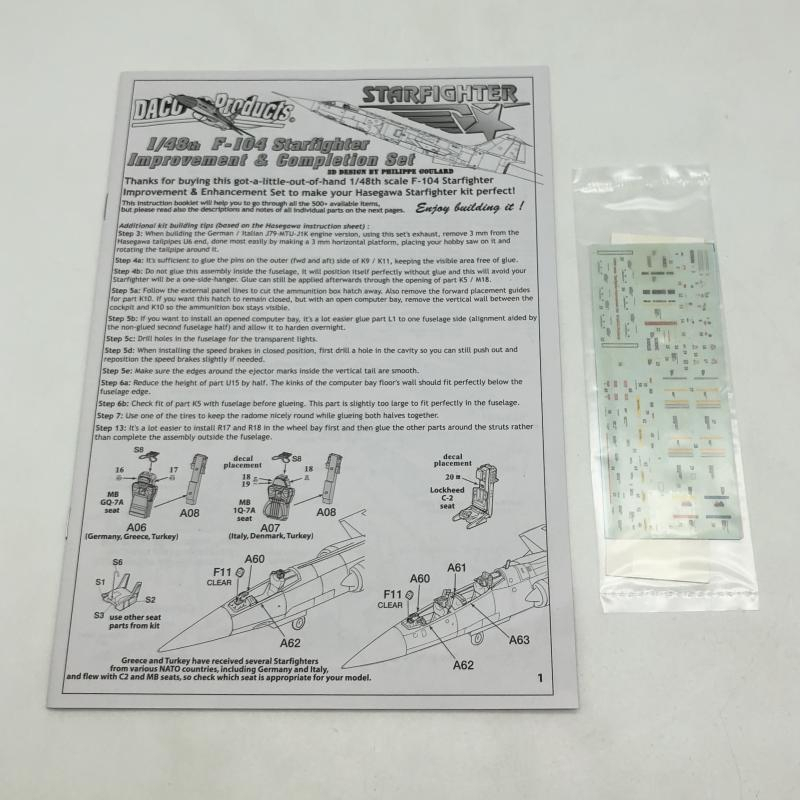 DACO Products
STARFIGHTER
1/48th F-104 Starfighter
Improvement & Completion Set
3D DESIGN BY PHILIPPE GOULARD
Thanks for buying this got-a-little-out-of-hand 1/48th scale F-104 Starfighter
Improvement & Enhancement Set to make your Hasegawa Starfighter kit perfect!
This instruction booklet will help you to go through all the 500+ available items,
but please read also the descriptions and notes of all individual parts on the next pages.
Enjoy building it !
Additional kit building tips (based on the Hasegawa instruction sheet) :
Step 3: When building the German / Italian J79-MTU-J1K engine version, using this set's exhaust, remove 3 mm from the
Hasegawa tailpipes U6 end, done most easily by making a 3 mm horizontal platform, placing your hobby saw on it and
rotating the tailpipe around it.
Step 4a: It's sufficient to glue the pins on the outer (fwd and aft) side of K9 / K11, keeping the visible area free of glue.
Step 4b: Do not glue this assembly inside the fuselage, it will position itself perfectly without glue and this will avoid your
Starfighter will be a one-side-hanger. Glue can still be applied afterwards through the opening of part K5 / M18.
Step 5a: Follow the external panel lines to cut the ammunition box hatch away. Also remove the forward placement guides
for part K10. If you want this hatch to remain closed, but with an open computer bay, remove the vertical wall between the
cockpit and K10 so the ammunition box stays visible.
Step 5b: If you want to install an opened computer bay, it's a lot easier glue part L1 to one fuselage side (alignment aided by
the non-glued second fuselage half) and allow it to harden overnight.
Step 5c: Drill holes in the fuselage for the transparent lights.
Step 5d: When installing the speed brakes in closed position, first drill a hole in the cavity so you can still push out and
reposition the speed brakes slightly if needed.
Step 5e: Make sure the edges around the ejector marks inside the vertical tail are smooth.
Step 6a: Reduce the height of part U15 by half. The kinks of the computer bay floor's wall should fit perfectly below the
fuselage edge.
Step 6b: Check fit of part K5 with fuselage before glueing. This part is slightly too large to fit perfectly in the fuselage.
Step 7: Use one of the tires to keep the radome nicely round while glueing both halves together.
Step 13: It's a lot easier to install R17 and R18 in the wheel bay first and then glue the other parts around the struts rather
than complete the assembly outside the fuselage.
S8
16
17
MB
GQ-7A
seat
A08
A06
(Germany, Greece, Turkey)
decal
placement
S8
18
19
18
MB
1Q-7A
seat
A08
A07
(Italy, Denmark, Turkey)
decal
placement
20
Lockheed
C-2
seat
S6
S1
S2
S3
use other seat
parts from kit
F11
CLEAR
A60
A62
F11
CLEAR
A60
A61
A63
A62
Greece and Turkey have received several Starfighters
from various NATO countries, including Germany and Italy,
and flew with C2 and MB seats, so check which seat is appropriate for your model.
1